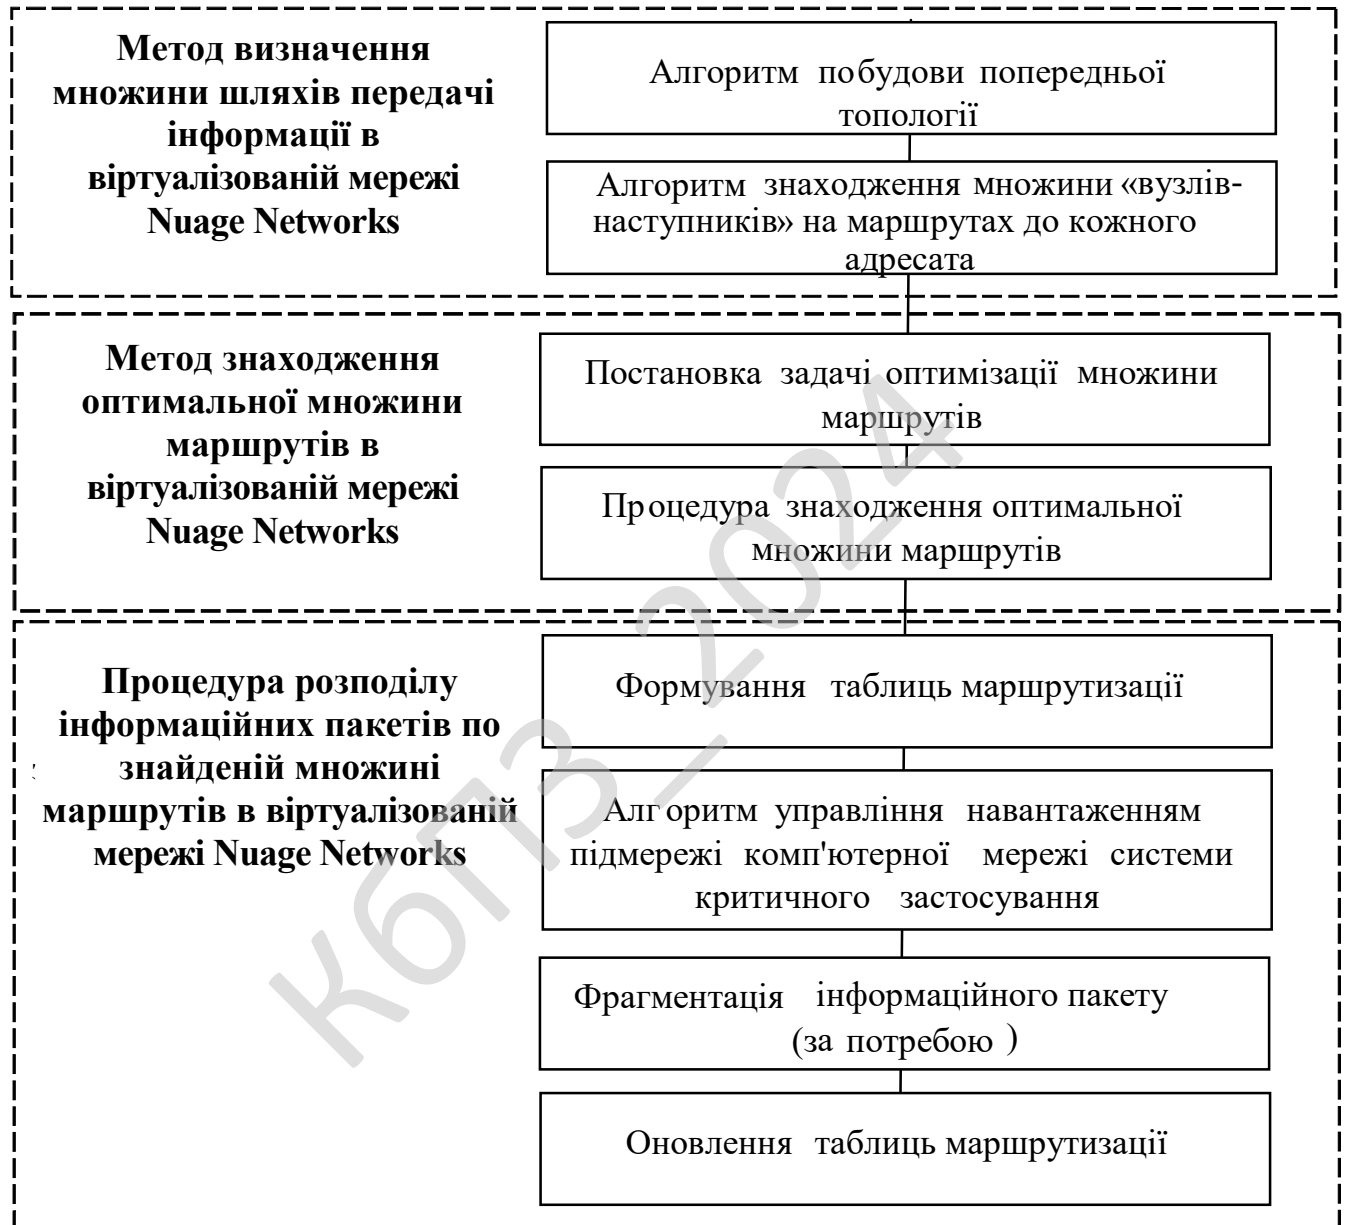 Метод визначення
множини шляхів передачі
інформації в
віртуалізованій мережі
Nuage Networks
Алгоритм побудови попередньої
топології
Алгоритм знаходження множини «вузлів-
наступників» на маршрутах до кожного
адресата
Метод знаходження
оптимальної множини
маршрутів в
віртуалізованій мережі
Nuage Networks
Постановка задачі оптимізації множини
маршрутів
Процедура знаходження оптимальної
множини маршрутів
Процедура розподілу
інформаційних пакетів по
знайденій множині
маршрутів в віртуалізованій
мережі Nuage Networks
Формування таблиць маршрутизації
Алгоритм управління навантаженням
підмережі комп'ютерної мережі системи
критичного застосування
Фрагментація інформаційного пакету
(за потребою )
Оновлення таблиць маршрутизації
КбПЗ_2024